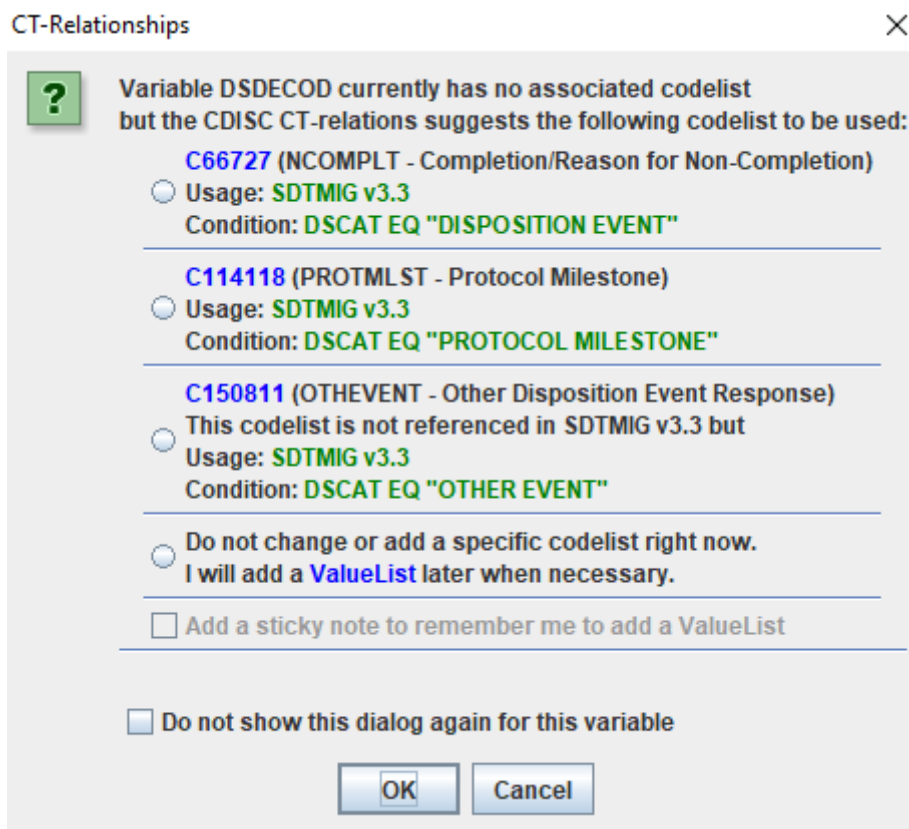 CT-Relationships
?
Variable DSDECOD currently has no associated codelist
but the CDISC CT-relations suggests the following codelist to be used:
C66727 (NCOMPLT - Completion/Reason for Non-Completion)
Usage: SDTMIG v3.3
Condition: DSCAT EQ "DISPOSITION EVENT"
C114118 (PROTMLST - Protocol Milestone)
Usage: SDTMIG v3.3
Condition: DSCAT EQ "PROTOCOL MILESTONE"
C150811 (OTHEVENT - Other Disposition Event Response)
This codelist is not referenced in SDTMIG v3.3 but
Usage: SDTMIG v3.3
Condition: DSCAT EQ "OTHER EVENT"
Do not change or add a specific codelist right now.
I will add a ValueList later when necessary.
Add a sticky note to remember me to add a ValueList
Do not show this dialog again for this variable
OK Cancel